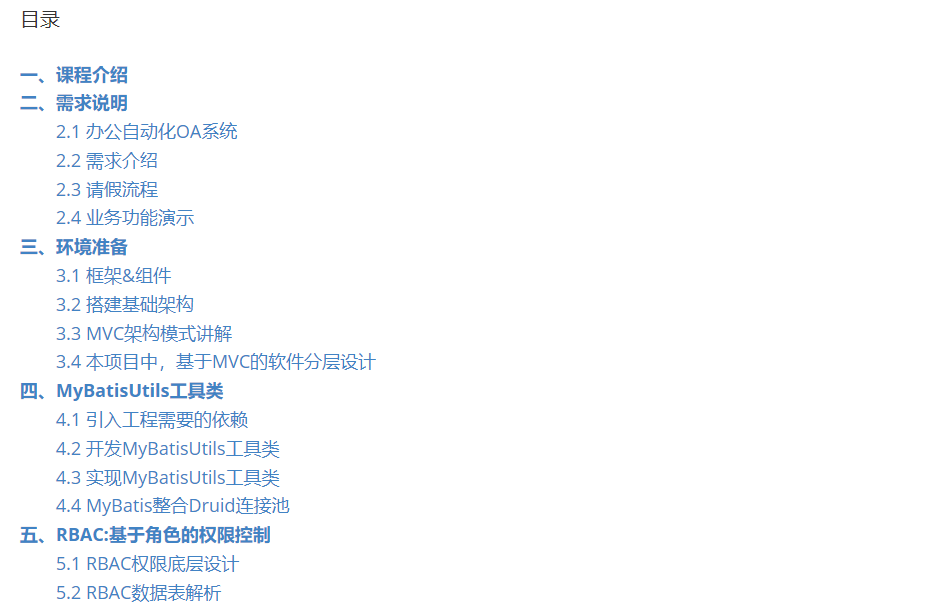 目录
一、课程介绍
二、需求说明
2.1 办公自动化OA系统
2.2 需求介绍
2.3 请假流程
2.4 业务功能演示
三、环境准备
3.1 框架&组件
3.2 搭建基础架构
3.3 MVC架构模式讲解
3.4 本项目中，基于MVC的软件分层设计
四、MyBatisUtils工具类
4.1 引入工程需要的依赖
4.2 开发MyBatisUtils工具类
4.3 实现MyBatisUtils工具类
4.4 MyBatis整合Druid连接池
五、RBAC:基于角色的权限控制
5.1 RBAC权限底层设计
5.2 RBAC数据表解析